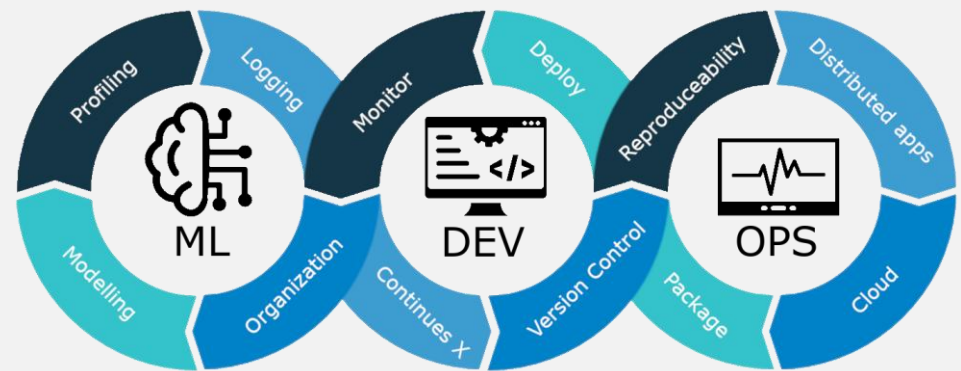 Profiling
Logging
Modelling
Organization
ML
Monitor
Deploy
Continues X
Version Control
</>
DEV
Reproduceability
Distributed apps
Package
Cloud
OPS